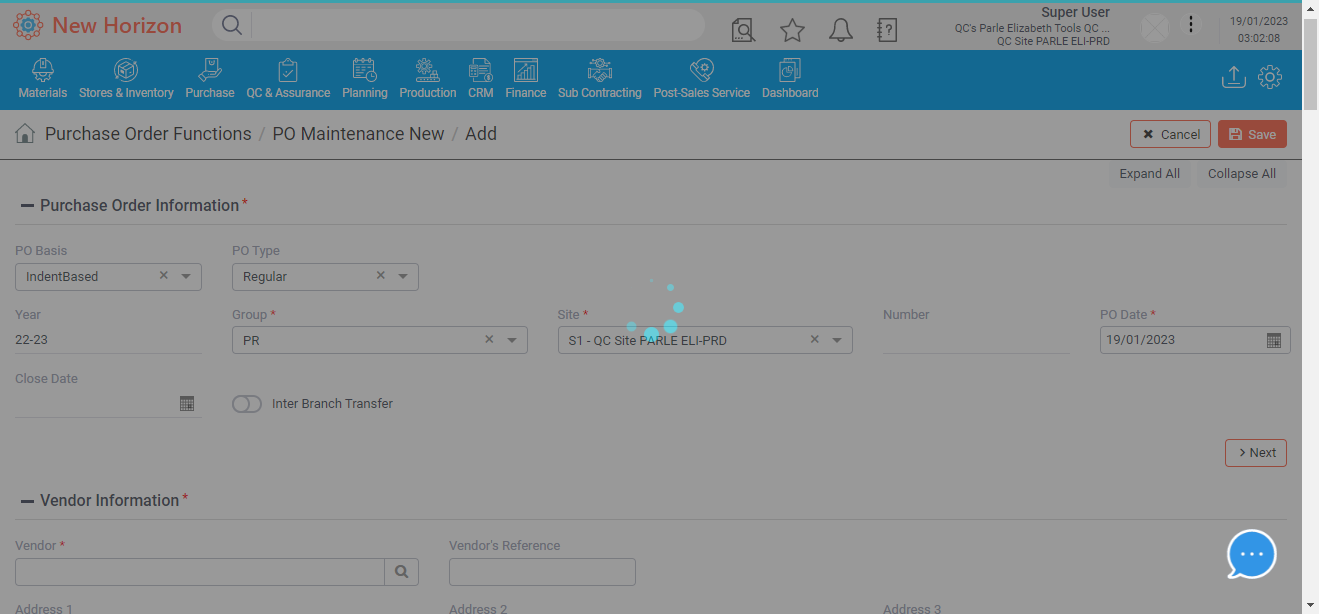 New Horizon
Super User
QC's Parle Elizabeth Tools QC ...
QC Site PARLE ELI-PRD
19/01/2023
03:02:08
Materials Stores & Inventory Purchase QC & Assurance Planning Production CRM Finance Sub Contracting Post-Sales Service Dashboard
Purchase Order Functions / PO Maintenance New / Add
Cancel Save
Expand All Collapse All
Purchase Order Information *
PO Basis PO Type
IndentBased Regular
Year Group * Site * Number PO Date *
22-23 PR S1 - QC Site PARLE ELI-PRD 19/01/2023
Close Date
Inter Branch Transfer
Next
Vendor Information *
Vendor * Vendor's Reference
Address 1 Address 2 Address 3